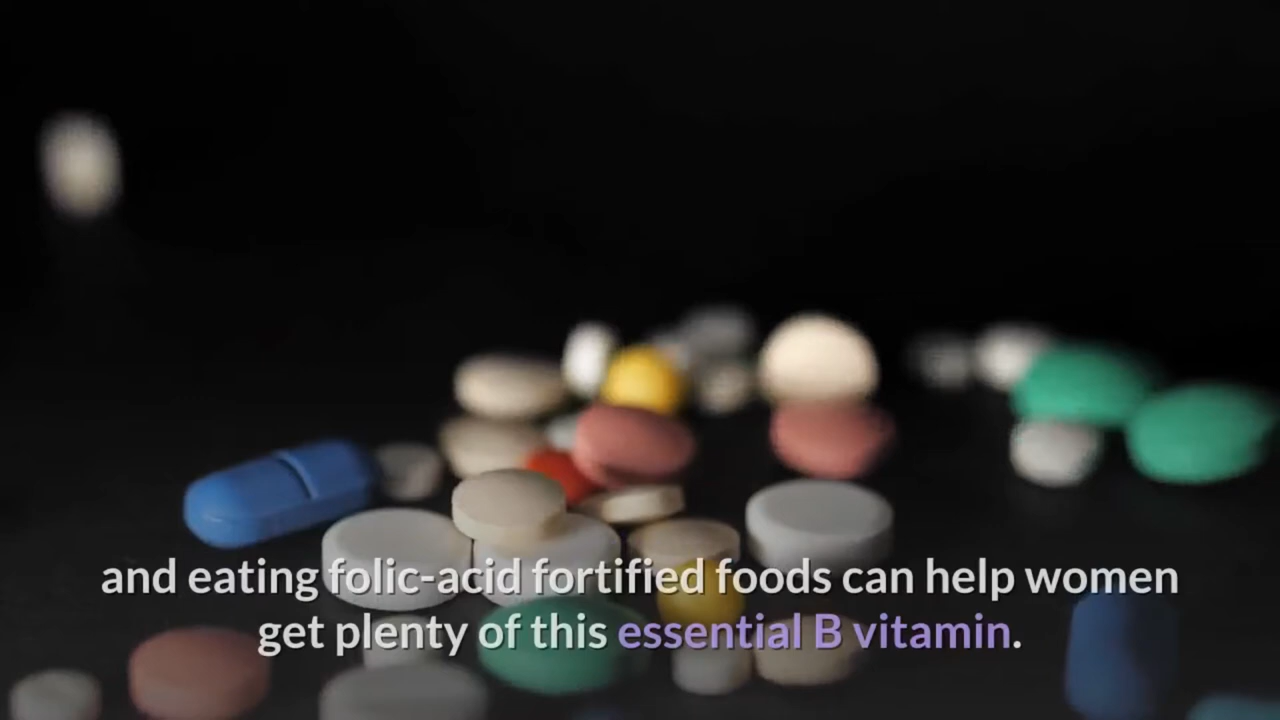 and eating folic-acid fortified foods can help women
get plenty of this essential B vitamin.